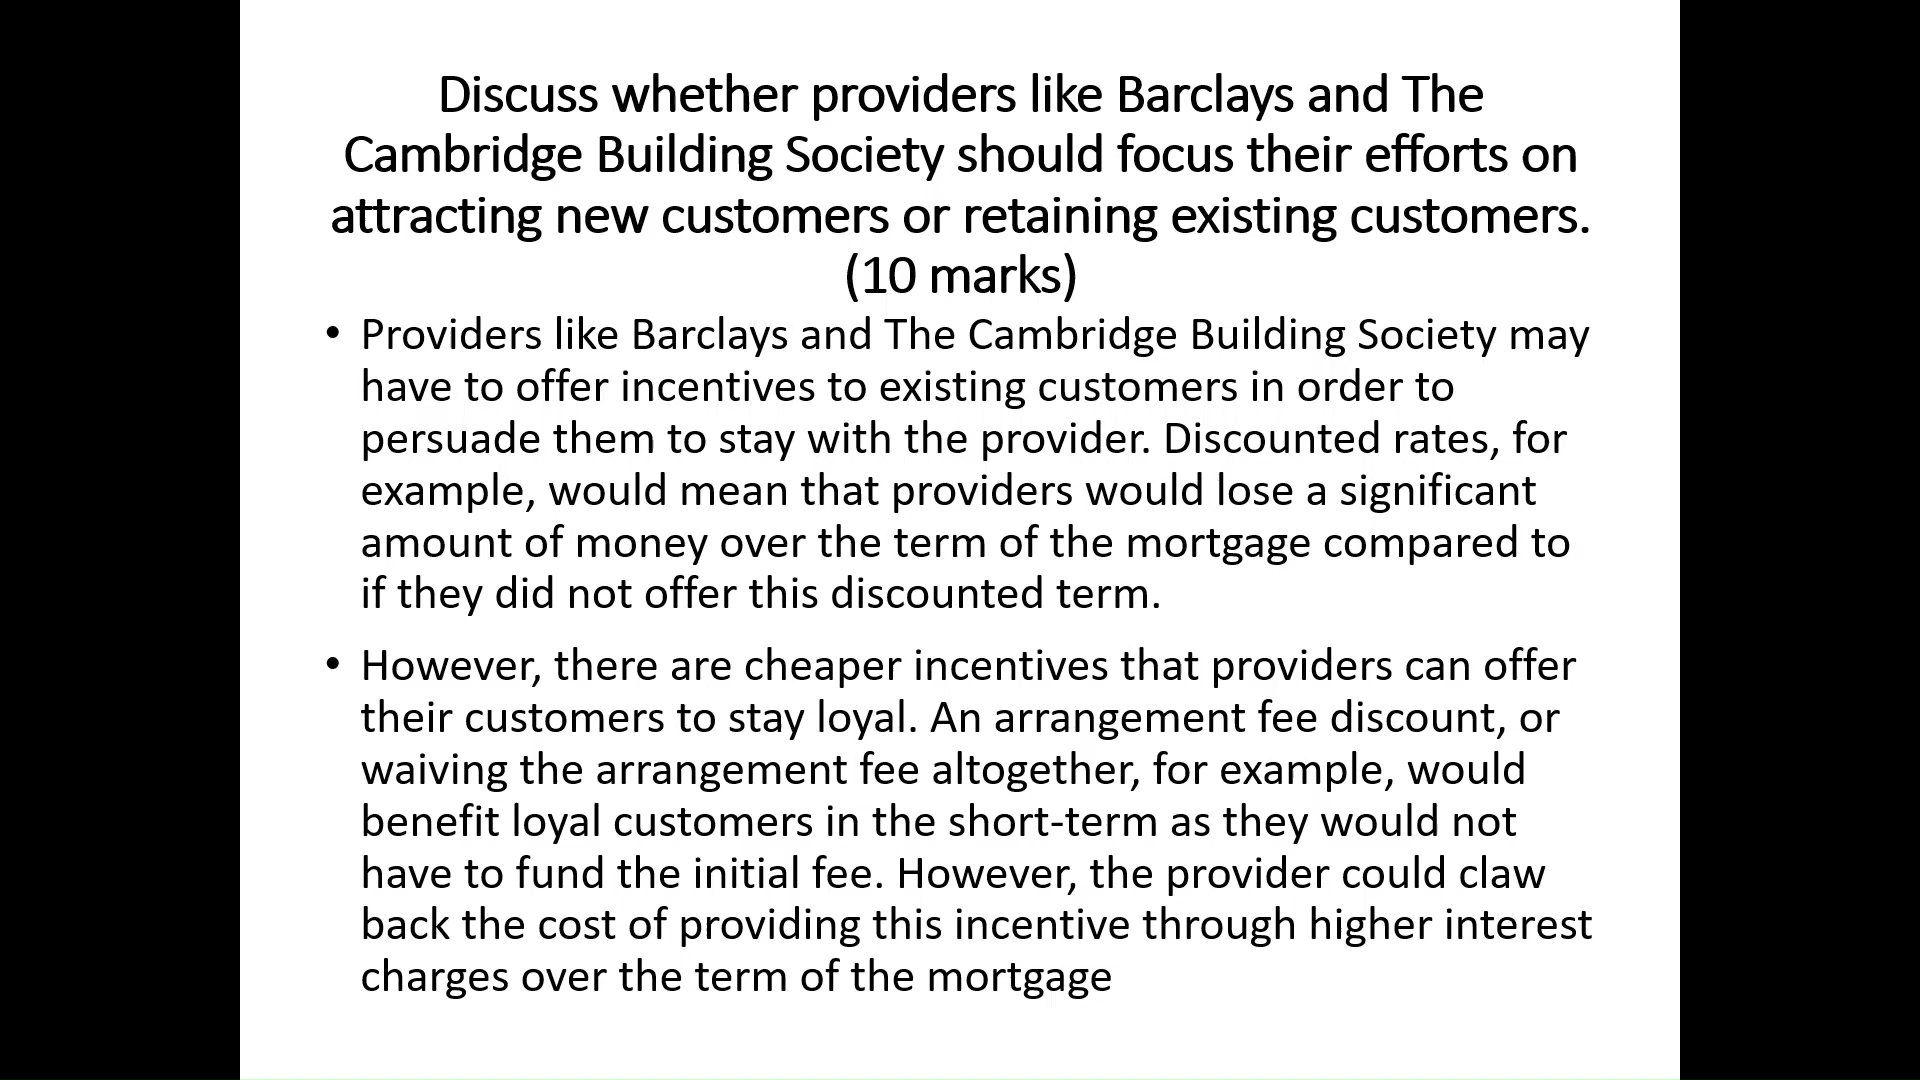 Discuss whether providers like Barclays and The
Cambridge Building Society should focus their efforts on
attracting new customers or retaining existing customers.
(10 marks)
• Providers like Barclays and The Cambridge Building Society may
have to offer incentives to existing customers in order to
persuade them to stay with the provider. Discounted rates, for
example, would mean that providers would lose a significant
amount of money over the term of the mortgage compared to
if they did not offer this discounted term.
• However, there are cheaper incentives that providers can offer
their customers to stay loyal. An arrangement fee discount, or
waiving the arrangement fee altogether, for example, would
benefit loyal customers in the short-term as they would not
have to fund the initial fee. However, the provider could claw
back the cost of providing this incentive through higher interest
charges over the term of the mortgage